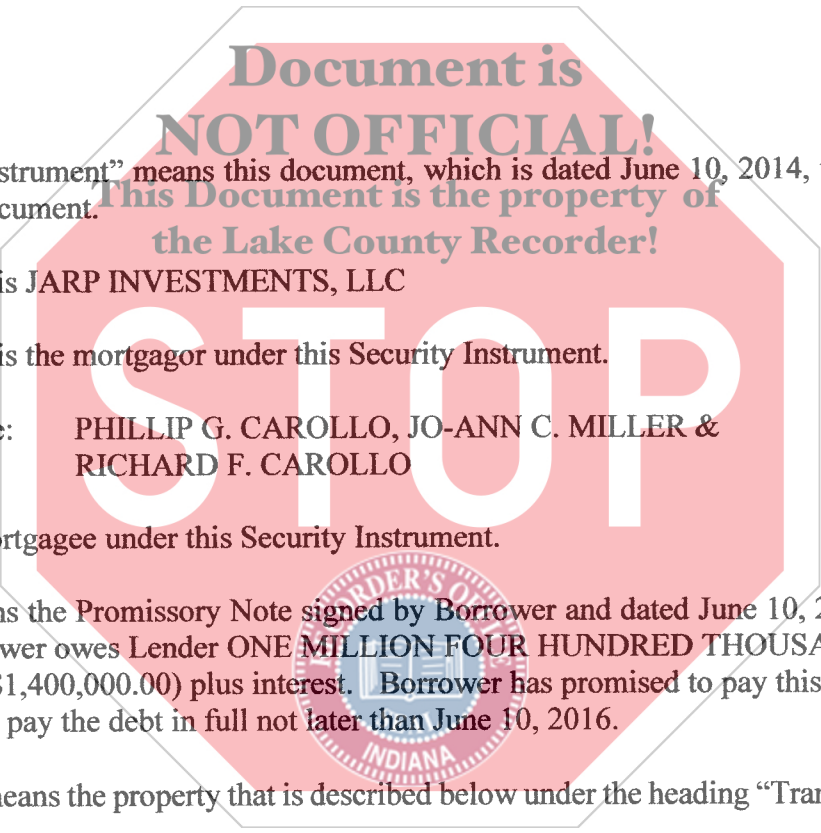 Document is
NOT OFFICIAL!
strument” means this document, which is dated June 10, 2014,
This Document is the property of
cument.
the Lake County Recorder!
is JARP INVESTMENTS, LLC
is the mortgagor under this Security Instrument.
e: PHILLIP G. CAROLLO, JO-ANN C. MILLER &
RICHARD F. CAROLLO
STOP
rtgagee under this Security Instrument.
ns the Promissory Note signed by Borrower and dated June 10, 2
wer owes Lender ONE MILLION FOUR HUNDRED THOUSA
$1,400,000.00) plus interest. Borrower has promised to pay this
pay the debt in full not later than June 10, 2016.
INDIANA
neans the property that is described below under the heading “Tran